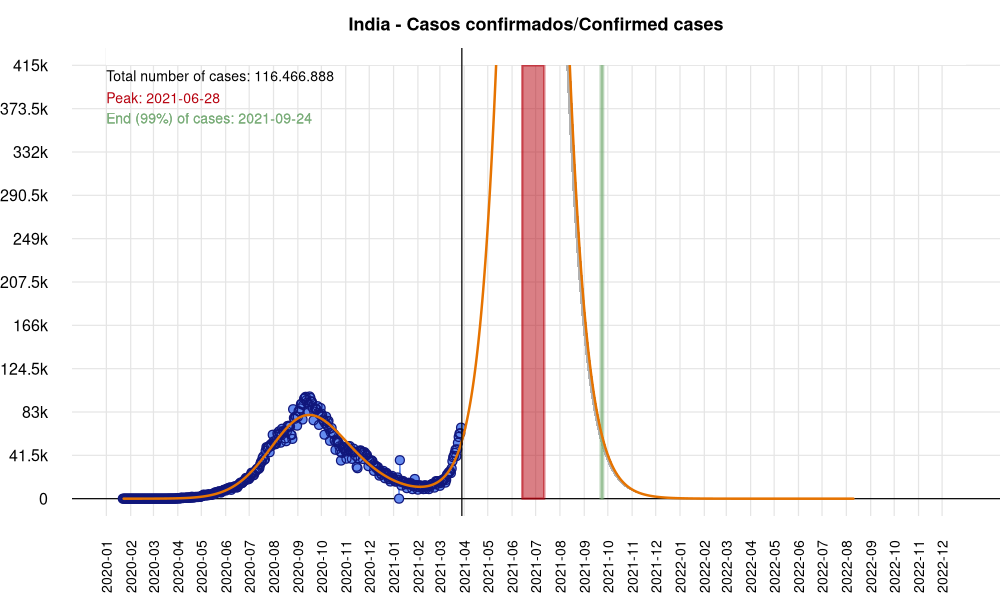 India - Casos confirmados/Confirmed cases
Total number of cases: 116.466.888
Peak: 2021-06-28
End (99%) of cases: 2021-09-24
415k
373.5k
332k
290.5k
249k
207.5k
166k
124.5k
83k
41.5k
0
2020-01
2020-02
2020-03
2020-04
2020-05
2020-06
2020-07
2020-08
2020-09
2020-10
2020-11
2020-12
2021-01
2021-02
2021-03
2021-04
2021-05
2021-06
2021-07
2021-08
2021-09
2021-10
2021-11
2021-12
2022-01
2022-02
2022-03
2022-04
2022-05
2022-06
2022-07
2022-08
2022-09
2022-10
2022-11
2022-12